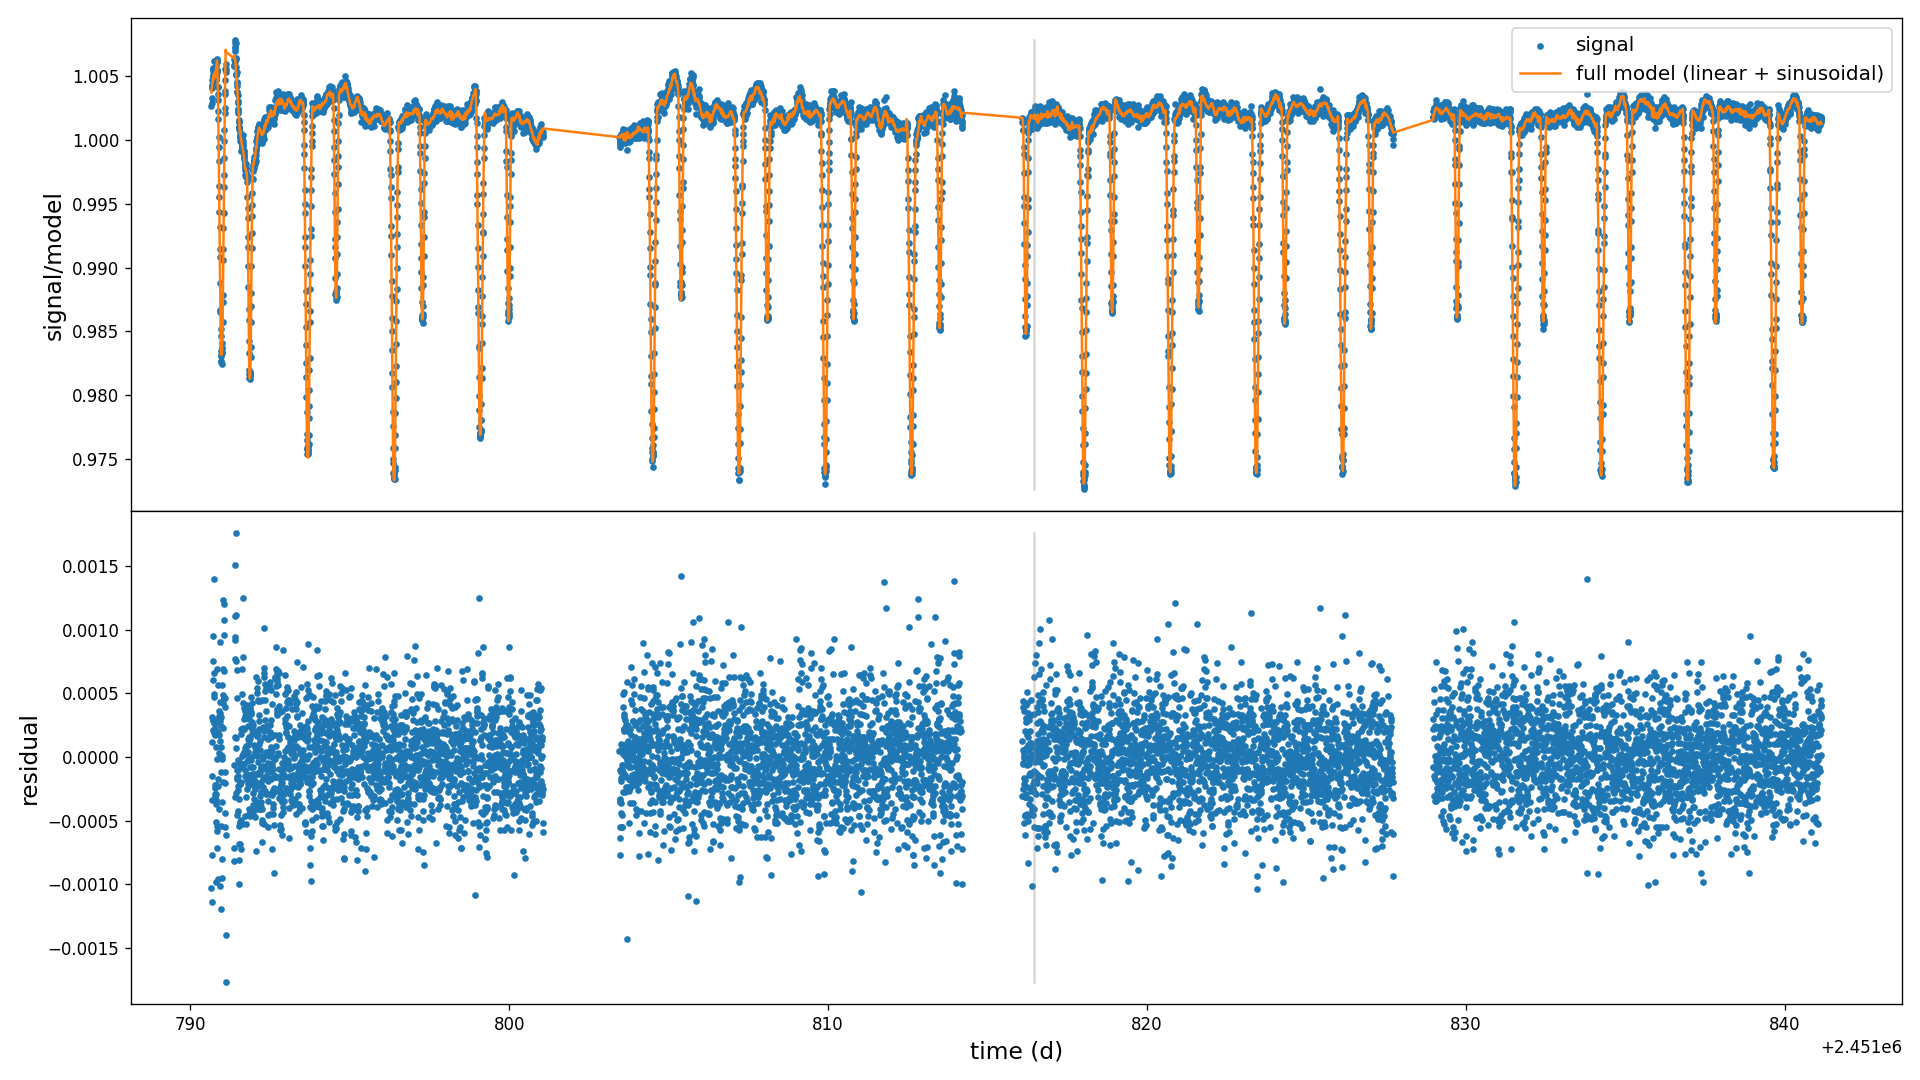 signal
full model (linear + sinusoidal)
signal/model
1.005
1.000
0.995
0.990
0.985
0.980
0.975
residual
0.0015
0.0010
0.0005
0.0000
−0.0005
−0.0010
−0.0015
790 800 810 820 830 840
time (d)
+2.451e6